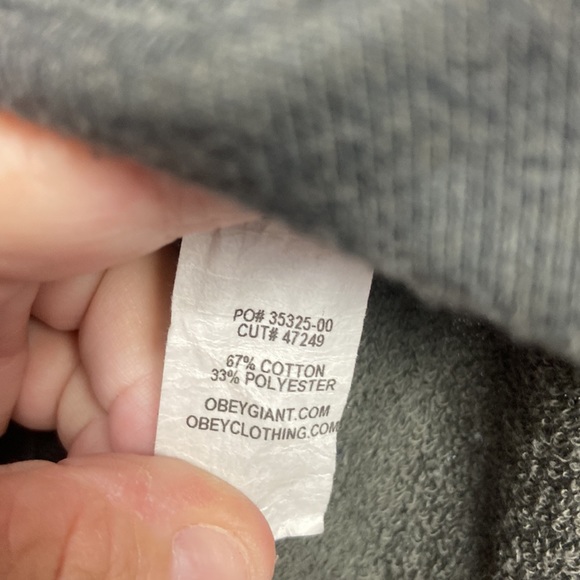 PO# 35325-00
CUT# 47249
67% COTTON
33% POLYESTER
OBEYGIANT.COM
OBEYCLOTHING.COM